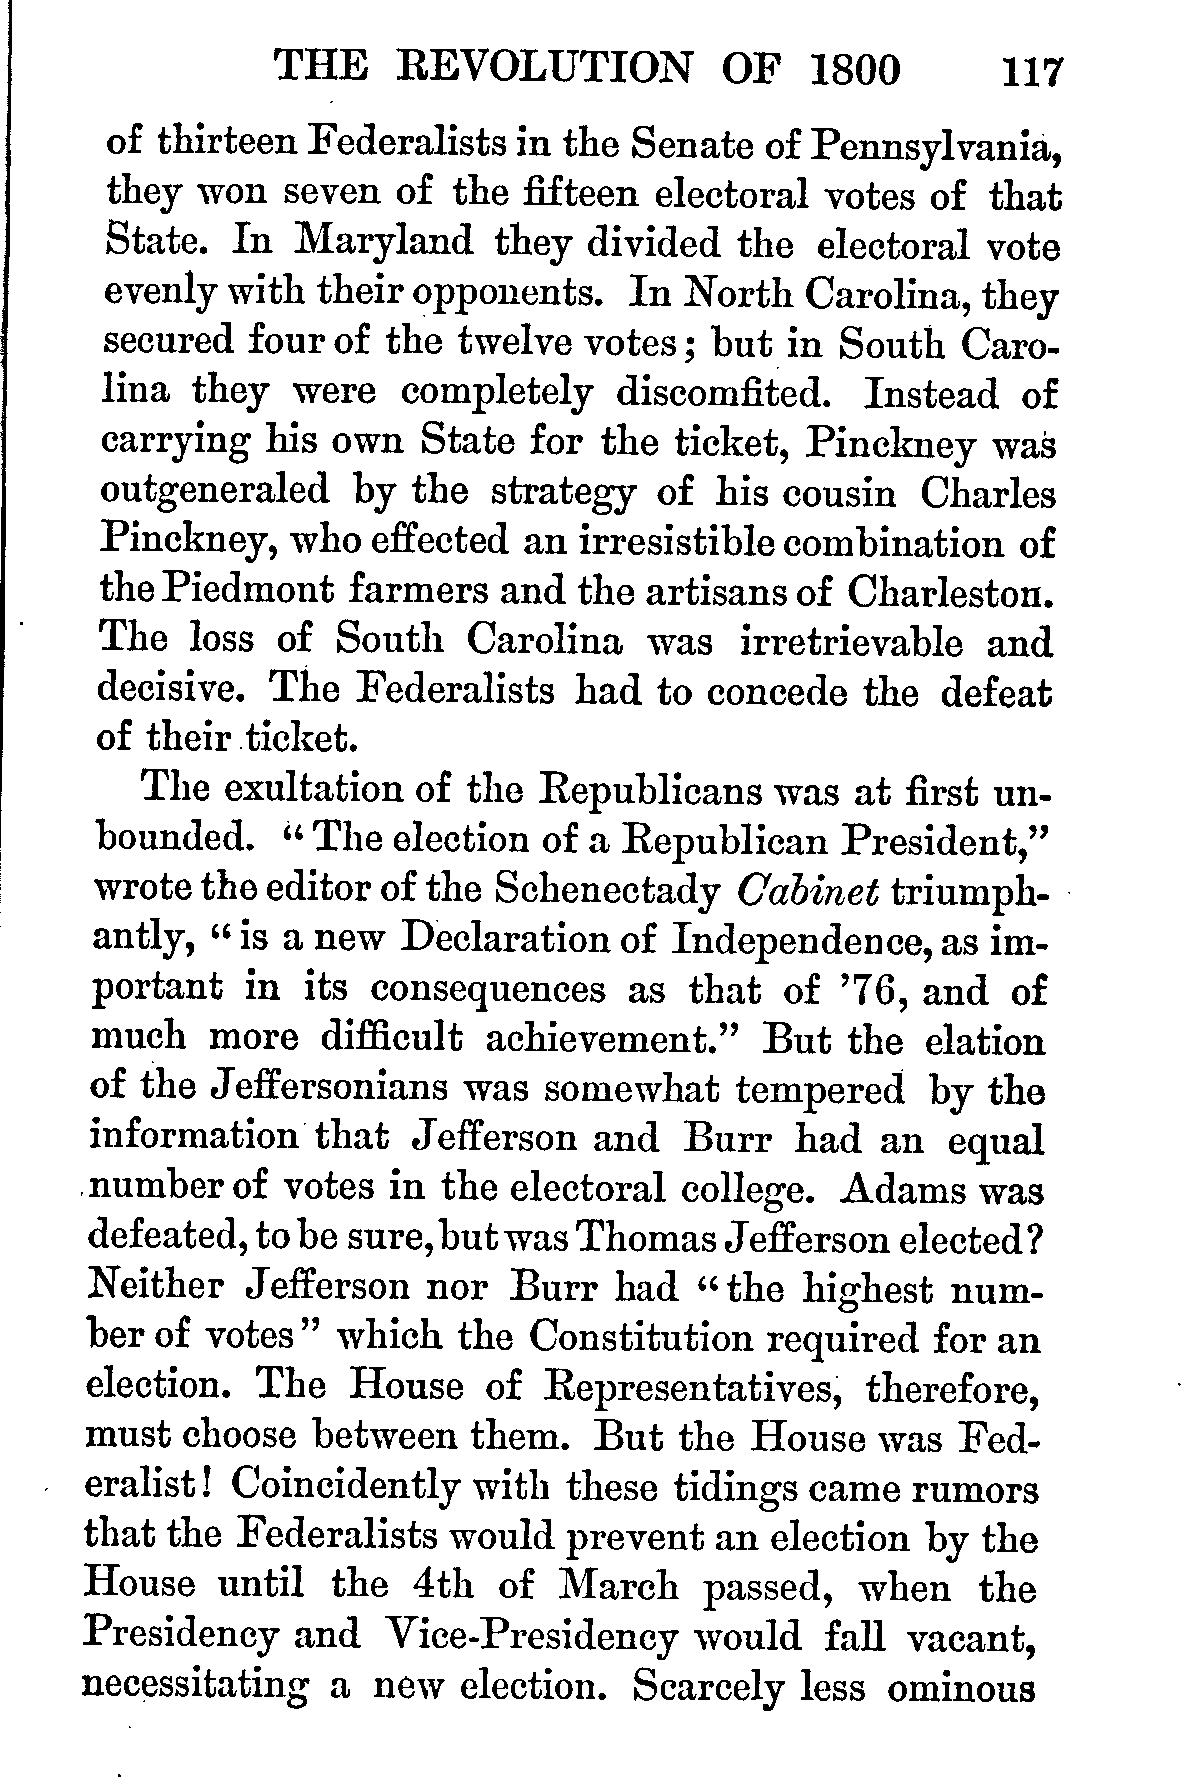 THE REVOLUTION OF 1800 117
of thirteen Federalists in the Senate of Pennsylvania,
they won seven of the fifteen electoral votes of that
State. In Maryland they divided the electoral vote
evenly with their opponents. In North Carolina, they
secured four of the twelve votes; but in South Caro-
lina they were completely discomfited. Instead of
carrying his own State for the ticket, Pinckney was
outgeneraled by the strategy of his cousin Charles
Pinckney, who effected an irresistible combination of
the Piedmont farmers and the artisans of Charleston.
The loss of South Carolina was irretrievable and
decisive. The Federalists had to concede the defeat
of their ticket.
The exultation of the Republicans was at first un-
bounded. “The election of a Republican President,”
wrote the editor of the Schenectady Cabinet triumph-
antly, “is a new Declaration of Independence, as im-
portant in its consequences as that of ’76, and of
much more difficult achievement.” But the elation
of the Jeffersonians was somewhat tempered by the
information that Jefferson and Burr had an equal
number of votes in the electoral college. Adams was
defeated, to be sure, but was Thomas Jefferson elected?
Neither Jefferson nor Burr had “the highest num-
ber of votes” which the Constitution required for an
election. The House of Representatives, therefore,
must choose between them. But the House was Fed-
eralist! Coincidently with these tidings came rumors
that the Federalists would prevent an election by the
House until the 4th of March passed, when the
Presidency and Vice-Presidency would fall vacant,
necessitating a new election. Scarcely less ominous